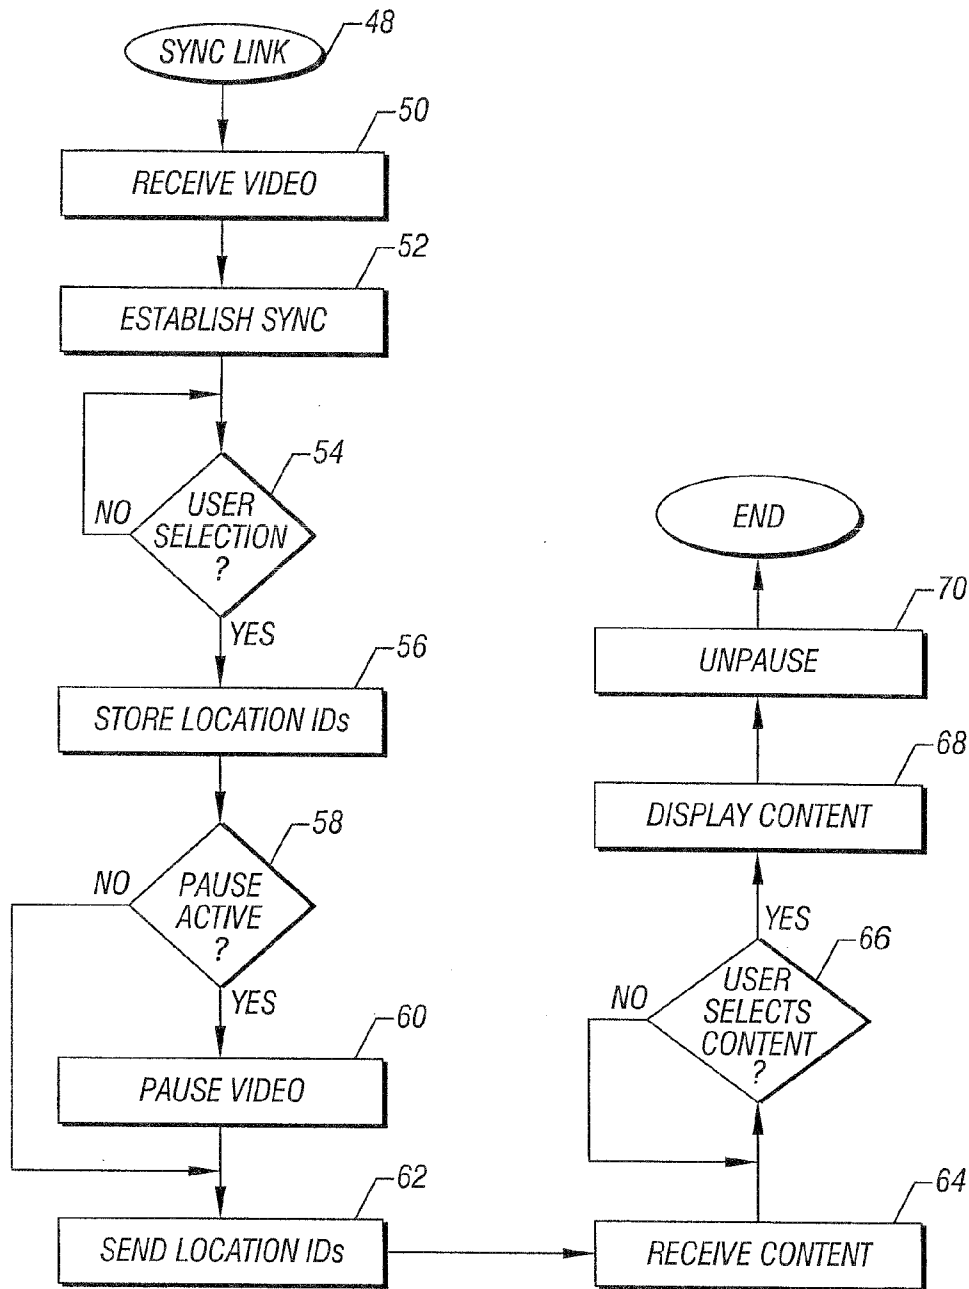 SYNC LINK
48
50
RECEIVE VIDEO
52
ESTABLISH SYNC
54
NO
USER
SELECTION
?
YES
56
STORE LOCATION IDs
58
NO
PAUSE
ACTIVE
?
YES
60
PAUSE VIDEO
62
SEND LOCATION IDs
64
RECEIVE CONTENT
66
NO
USER
SELECTS
CONTENT
?
YES
68
DISPLAY CONTENT
70
UNPAUSE
END